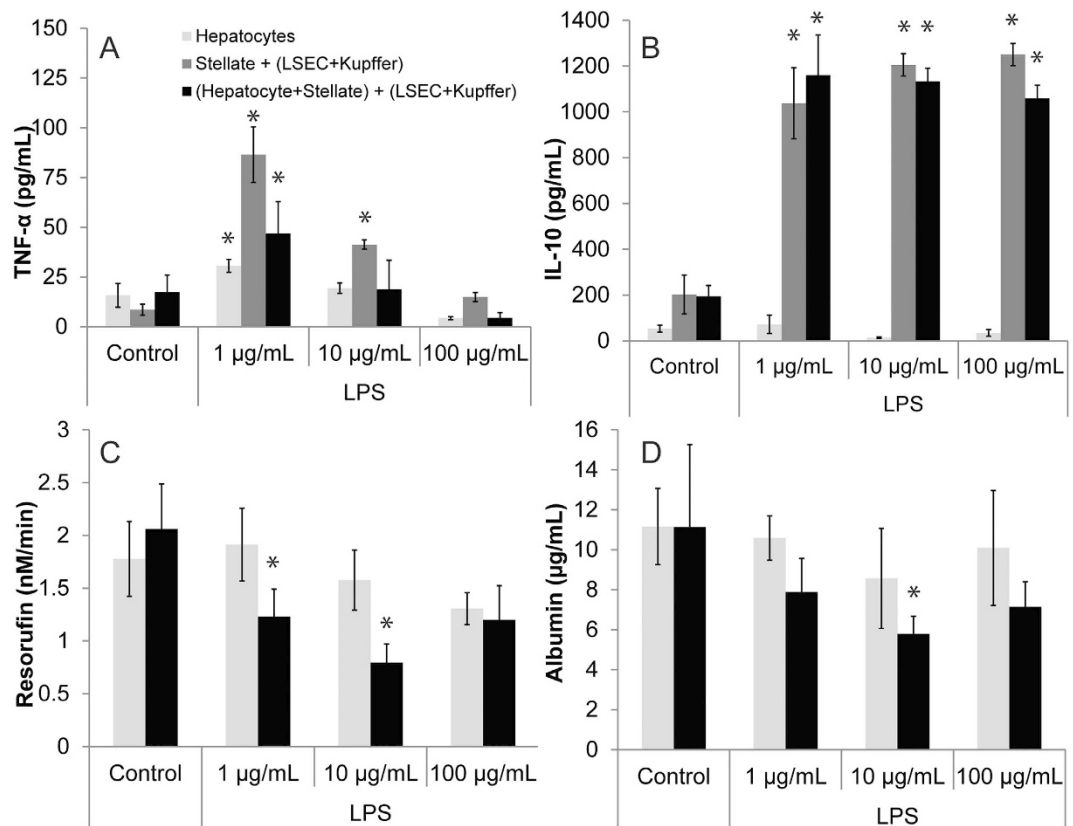 A
Hepatocytes
Stellate + (LSEC+Kupffer)
(Hepatocyte+Stellate) + (LSEC+Kupffer)
TNF-α (pg/mL)
150
125
100
75
50
25
0
* * * *
Control 1 µg/mL 10 µg/mL 100 µg/mL
LPS
B
IL-10 (pg/mL)
1400
1200
1000
800
600
400
200
0
* * * * * *
Control 1 µg/mL 10 µg/mL 100 µg/mL
LPS
C
Resorufin (nM/min)
3
2.5
2
1.5
1
0.5
0
* *
Control 1 µg/mL 10 µg/mL 100 µg/mL
LPS
D
Albumin (µg/mL)
16
14
12
10
8
6
4
2
0
*
Control 1 µg/mL 10 µg/mL 100 µg/mL
LPS